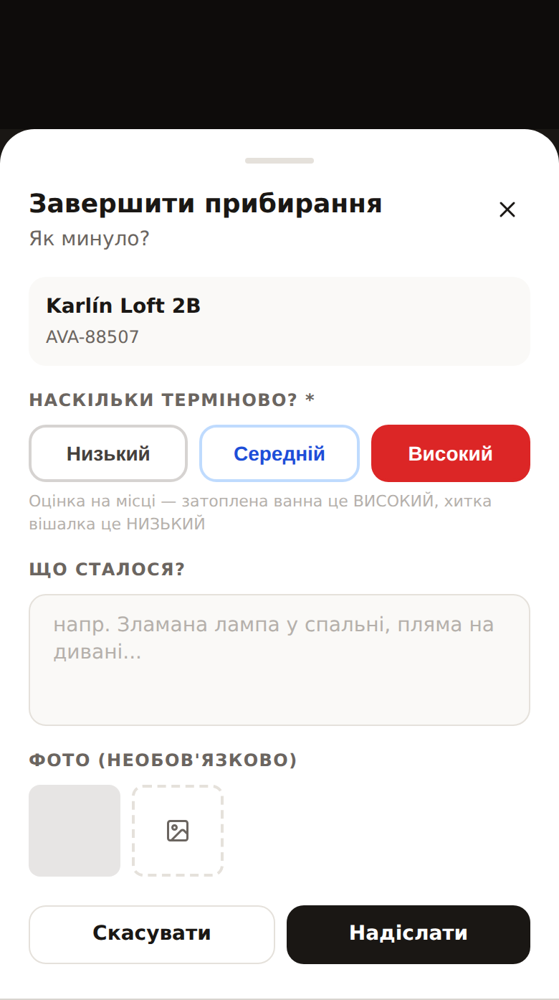 Завершити прибирання
Як минуло?
Karlín Loft 2B
AVA-88507
НАСКІЛЬКИ ТЕРМІНОВО? *
Низький
Середній
Високий
Оцінка на місці — затоплена ванна це ВИСОКИЙ, хитка
вішалка це НИЗЬКИЙ
ЩО СТАЛОСЯ?
напр. Зламана лампа у спальні, пляма на
дивані...
ФОТО (НЕОБОВ'ЯЗКОВО)
Скасувати
Надіслати